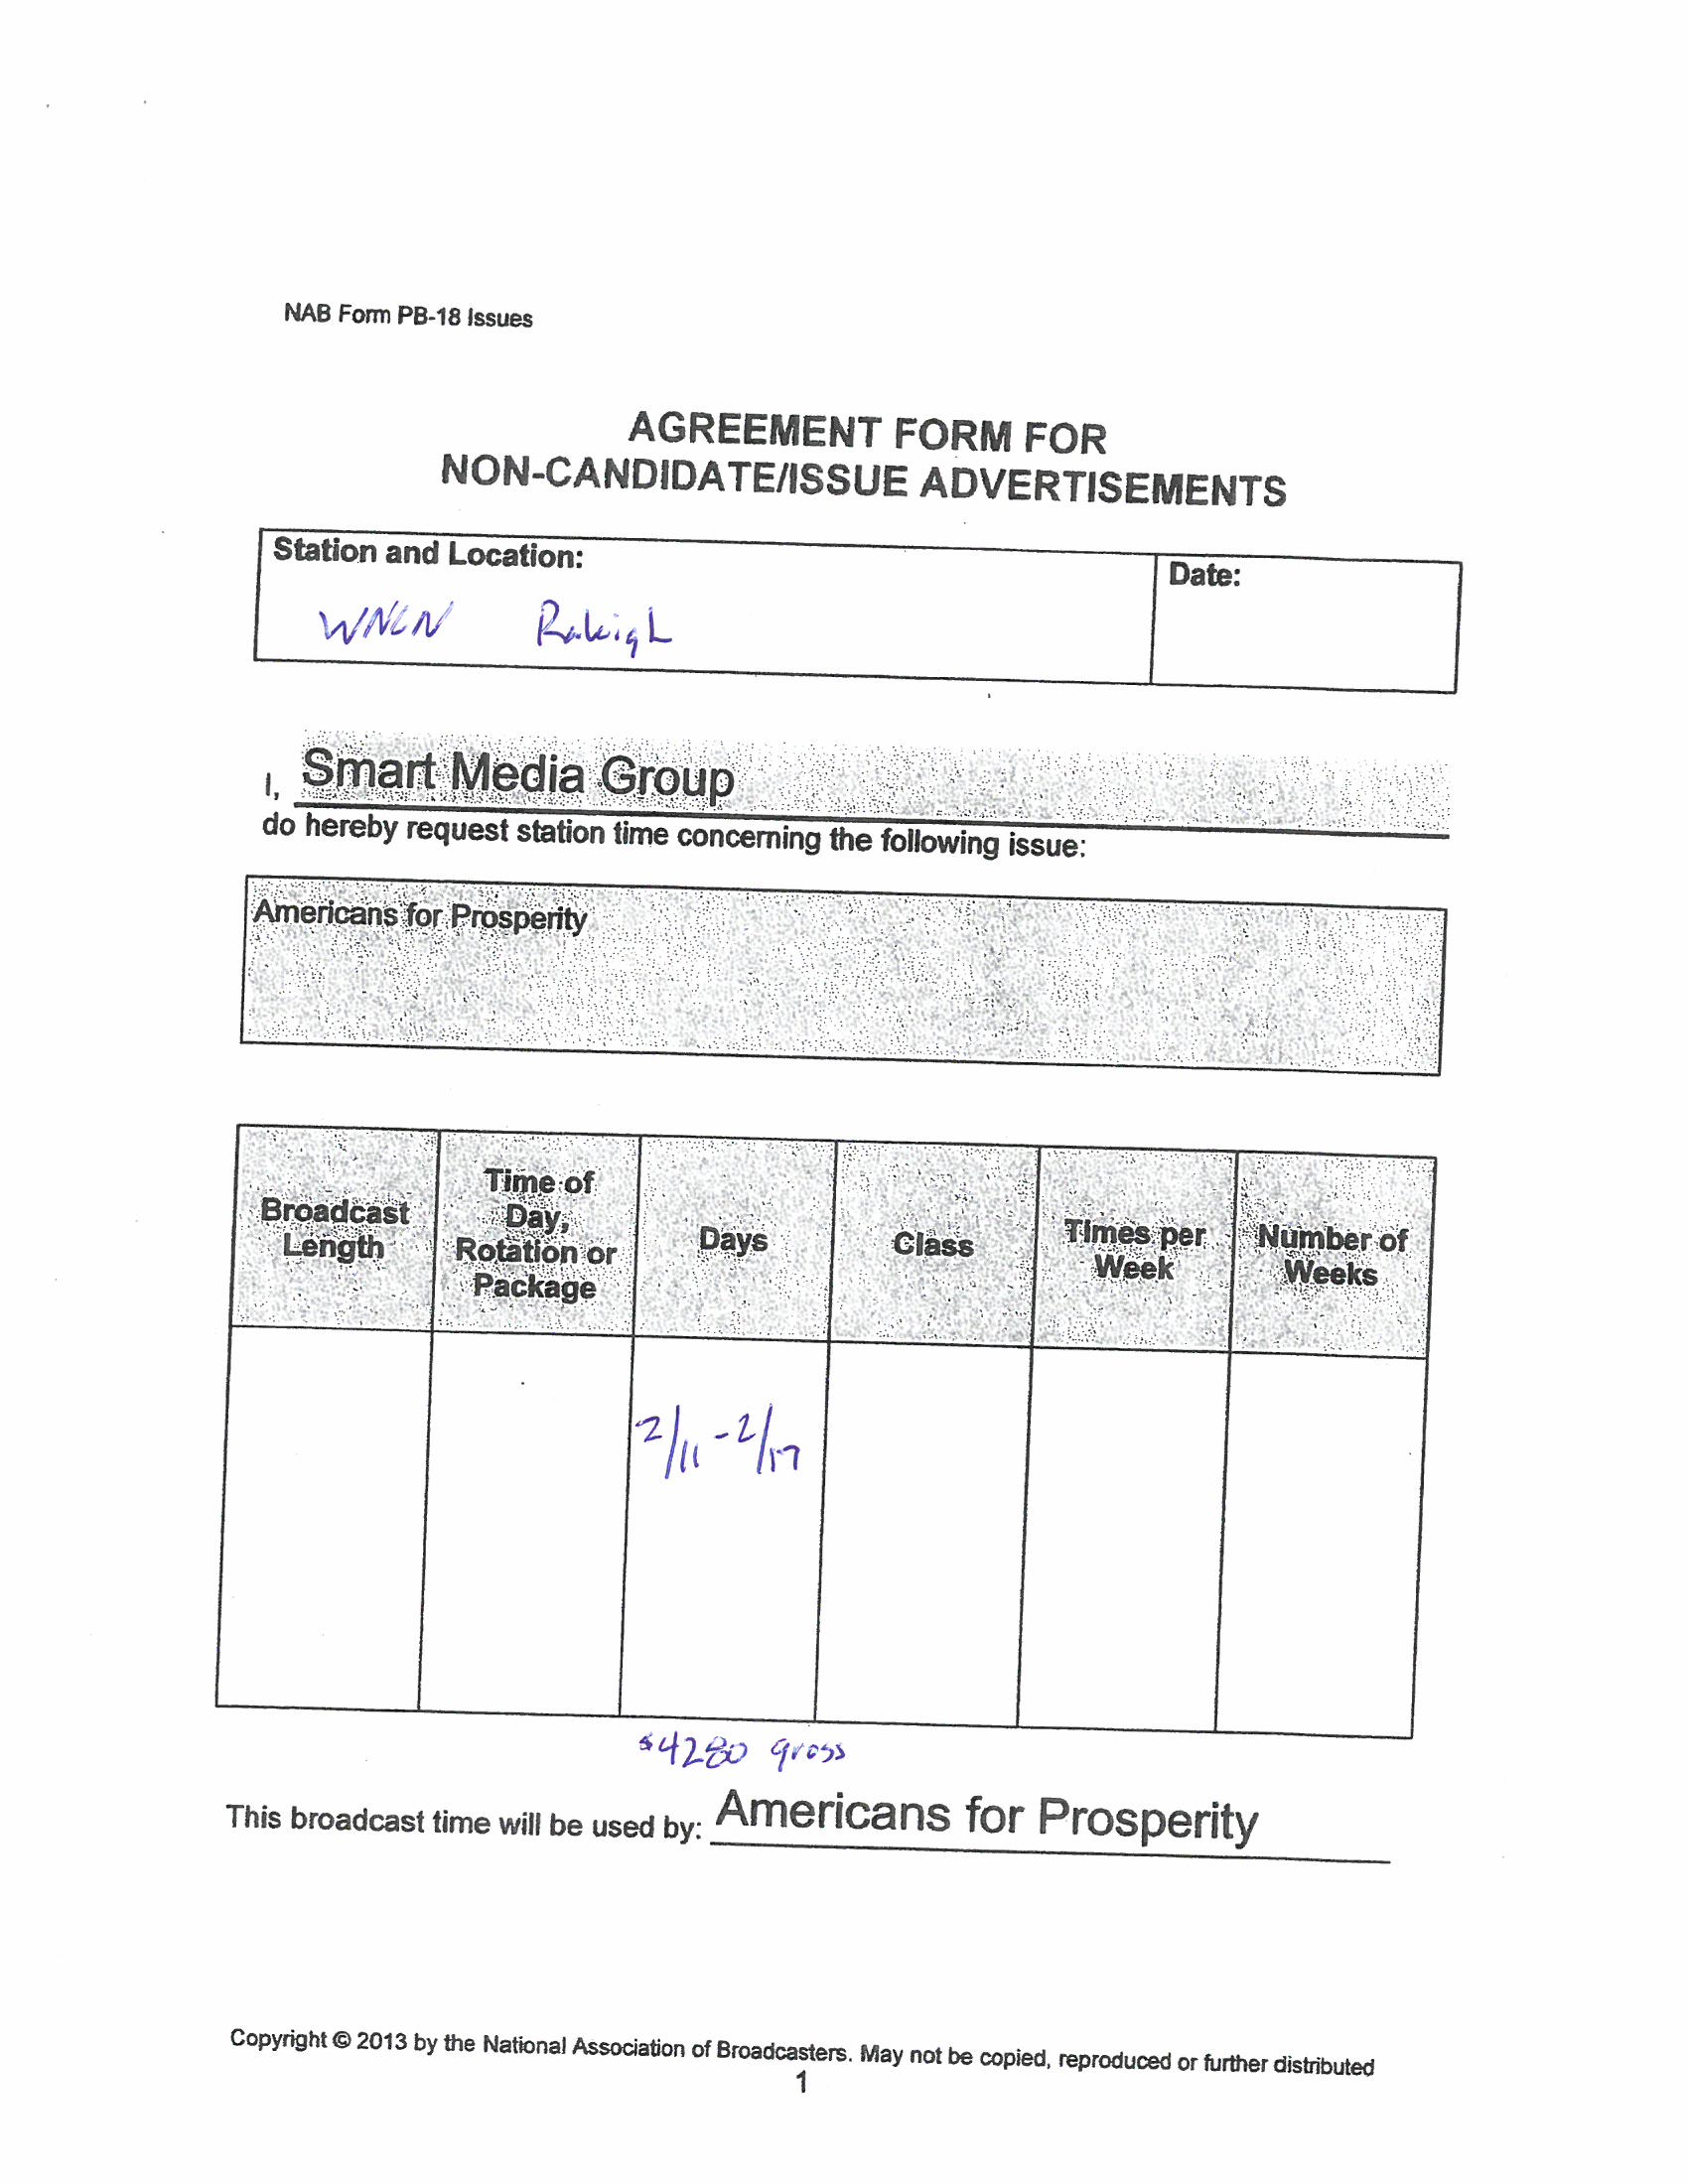 NAB Form PB-18 Issues
AGREEMENT FORM FOR
NON-CANDIDATE/ISSUE ADVERTISEMENTS
Station and Location:
Date:
WNCN Raleigh
I, Smart Media Group
do hereby request station time concerning the following issue:
Americans for Prosperity
Broadcast Length
Time of Day, Rotation or Package
Days
Class
Times per Week
Number of Weeks
2/11 - 2/17
$4280 gross
This broadcast time will be used by: Americans for Prosperity
Copyright © 2013 by the National Association of Broadcasters. May not be copied, reproduced or further distributed
1